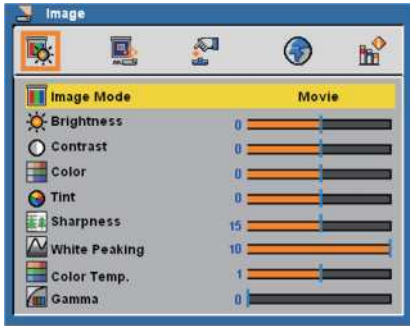 Image
Image Mode Movie
Brightness 0
Contrast 0
Color 0
Tint 0
Sharpness 15
White Peaking 10
Color Temp. 1
Gamma 0